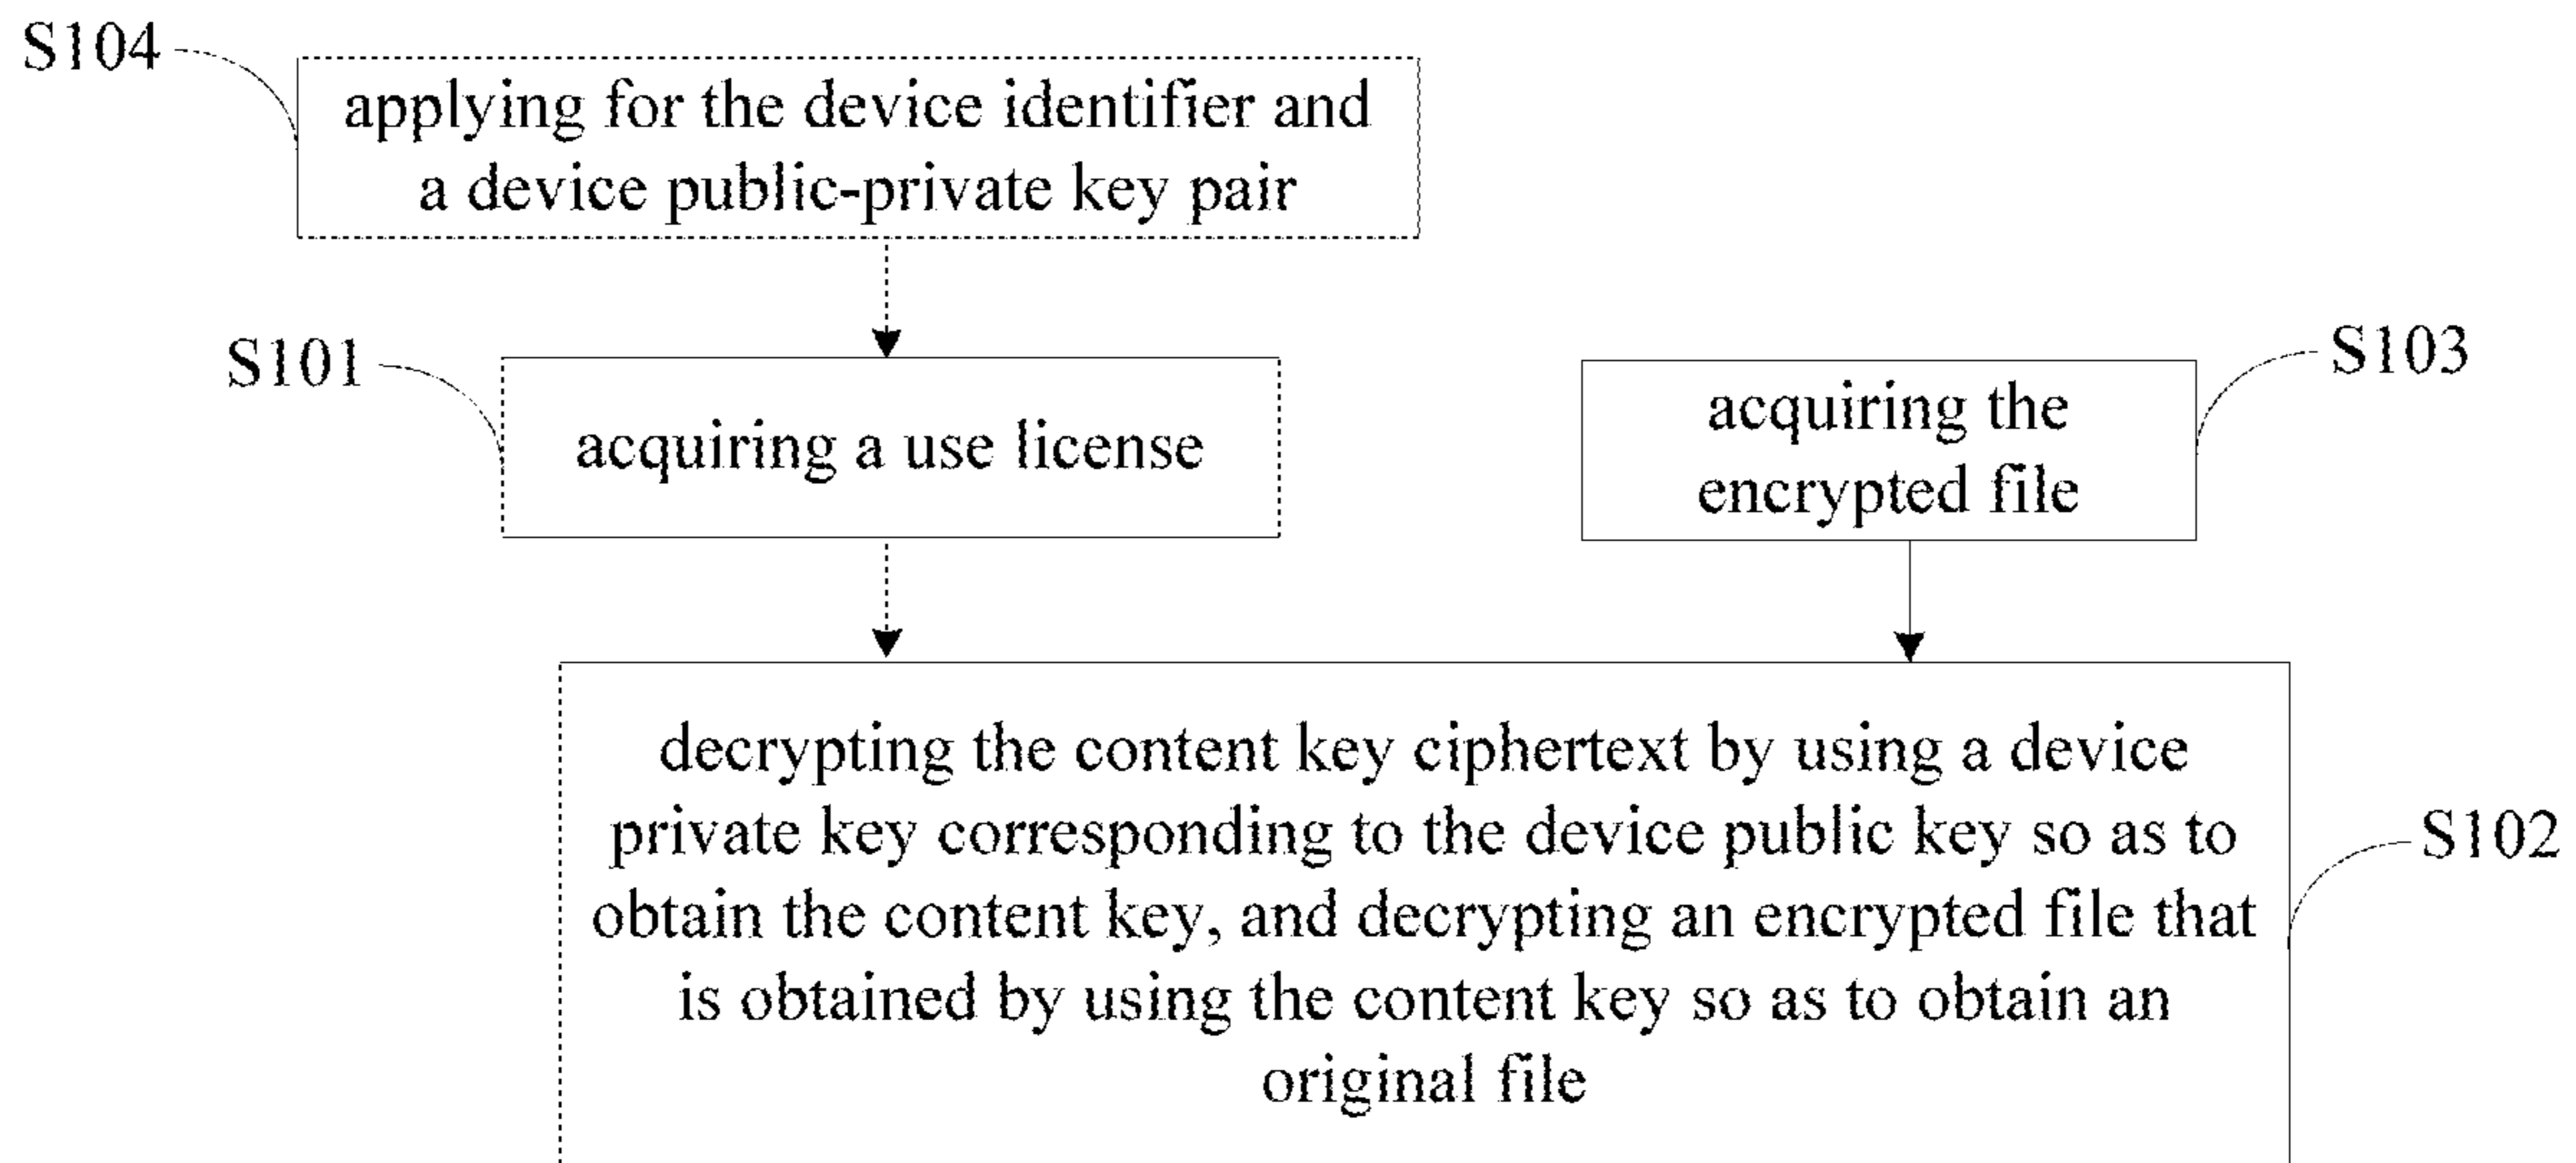 S104
applying for the device identifier and
a device public-private key pair
S101
acquiring a use license
acquiring the
encrypted file
S103
decrypting the content key ciphertext by using a device
private key corresponding to the device public key so as to
obtain the content key, and decrypting an encrypted file that
is obtained by using the content key so as to obtain an
original file
S102